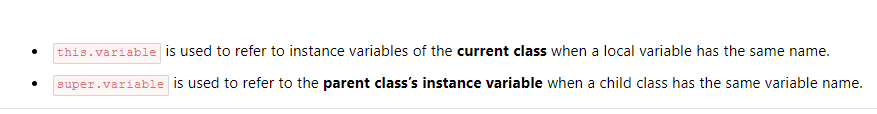 • this.variable is used to refer to instance variables of the current class when a local variable has the same name.
• super.variable is used to refer to the parent class’s instance variable when a child class has the same variable name.